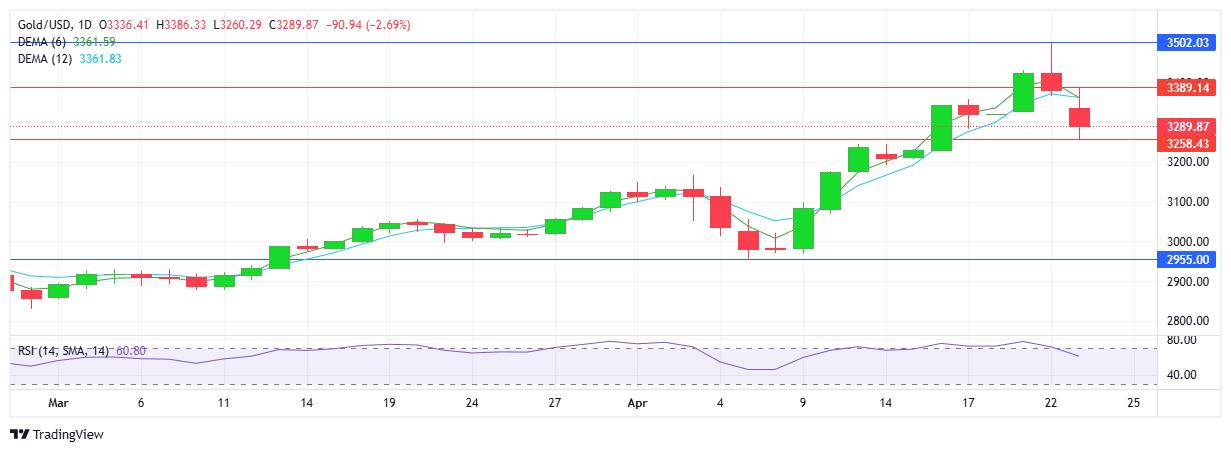 Gold/USD, 1D O3336.41 H3386.33 L3260.29 C3289.87 −90.94 (−2.69%)
DEMA (6) 3361.59
DEMA (12) 3361.83
3502.03
3389.14
3289.87
3258.43
3200.00
3100.00
3000.00
2955.00
2900.00
2800.00
RSI (14, SMA, 14) 60.80
80.00
40.00
Mar 6 11 14 19 24 27 Apr 4 9 14 17 22 25
TradingView